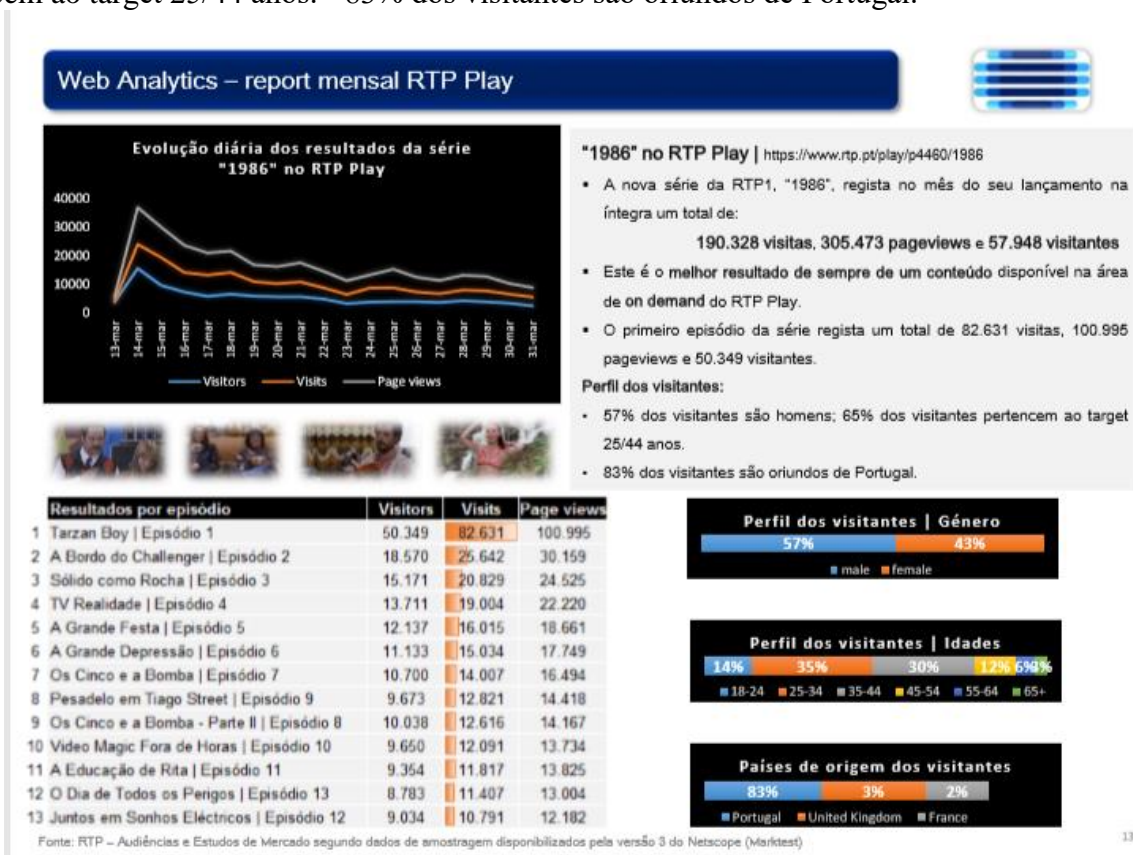 tem ao target 25/44 anos. 83% dos visitantes são oriundos de Portugal.
Web Analytics – report mensal RTP Play
Evolução diária dos resultados da série
"1986" no RTP Play
40000
30000
20000
10000
0
13-mar
14-mar
15-mar
16-mar
17-mar
18-mar
19-mar
20-mar
21-mar
22-mar
23-mar
24-mar
25-mar
26-mar
27-mar
28-mar
29-mar
30-mar
31-mar
Visitors Visits Page views
"1986" no RTP Play | https://www.rtp.pt/play/p4460/1986
▪ A nova série da RTP1, "1986", regista no mês do seu lançamento na
íntegra um total de:
190.328 visitas, 305.473 pageviews e 57.948 visitantes
▪ Este é o melhor resultado de sempre de um conteúdo disponível na área
de on demand do RTP Play.
▪ O primeiro episódio da série regista um total de 82.631 visitas, 100.995
pageviews e 50.349 visitantes.
Perfil dos visitantes:
• 57% dos visitantes são homens; 65% dos visitantes pertencem ao target
25/44 anos.
• 83% dos visitantes são oriundos de Portugal.
Resultados por episódio Visitors Visits Page views
1 Tarzan Boy | Episódio 1 50.349 82.631 100.995
2 A Bordo do Challenger | Episódio 2 18.570 25.642 30.159
3 Sólido como Rocha | Episódio 3 15.171 20.829 24.525
4 TV Realidade | Episódio 4 13.711 19.004 22.220
5 A Grande Festa | Episódio 5 12.137 16.015 18.661
6 A Grande Depressão | Episódio 6 11.133 15.034 17.749
7 Os Cinco e a Bomba | Episódio 7 10.700 14.007 16.494
8 Pesadelo em Tiago Street | Episódio 9 9.673 12.821 14.418
9 Os Cinco e a Bomba - Parte II | Episódio 8 10.038 12.616 14.167
10 Video Magic Fora de Horas | Episódio 10 9.650 12.091 13.734
11 A Educação de Rita | Episódio 11 9.354 11.817 13.825
12 O Dia de Todos os Perigos | Episódio 13 8.783 11.407 13.004
13 Juntos em Sonhos Eléctricos | Episódio 12 9.034 10.791 12.182
Perfil dos visitantes | Género
57% 43%
male female
Perfil dos visitantes | Idades
14% 35% 30% 12% 6% 3%
18-24 25-34 35-44 45-54 55-64 65+
Países de origem dos visitantes
83% 3% 2%
Portugal United Kingdom France
Fonte: RTP – Audiências e Estudos de Mercado segundo dados de amostragem disponibilizados pela versão 3 do Netscope (Marktest)
13